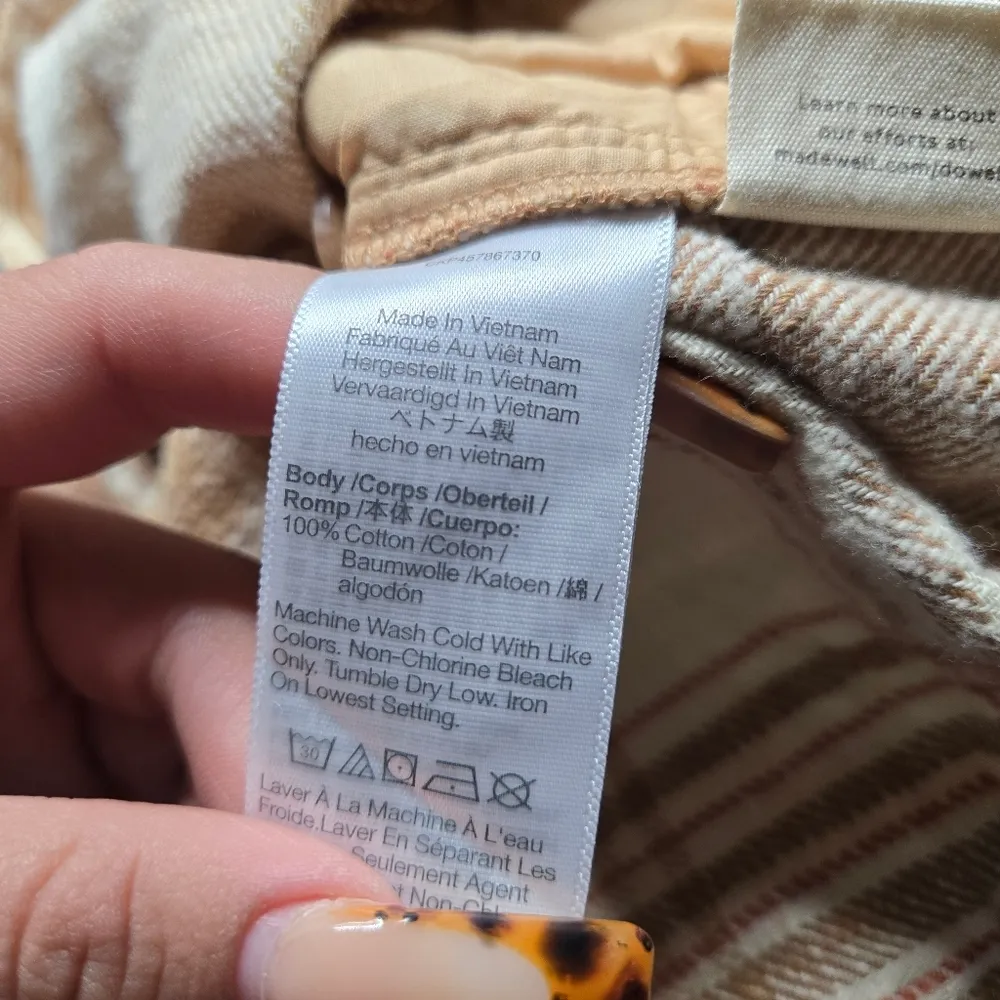 Learn more about
our efforts at:
madewell.com/dowell
Made In Vietnam
Fabriqué Au Viêt Nam
Hergestellt In Vietnam
Vervaardigd In Vietnam
ベトナム製
hecho en vietnam
Body /Corps /Oberteil /
Romp /本体 /Cuerpo:
100% Cotton /Coton /
Baumwolle /Katoen /綿 /
algodón
Machine Wash Cold With Like
Colors. Non-Chlorine Bleach
Only. Tumble Dry Low. Iron
On Lowest Setting.
30
Laver À La Machine À L'eau
Froide.Laver En Séparant Les
Seulement Agent